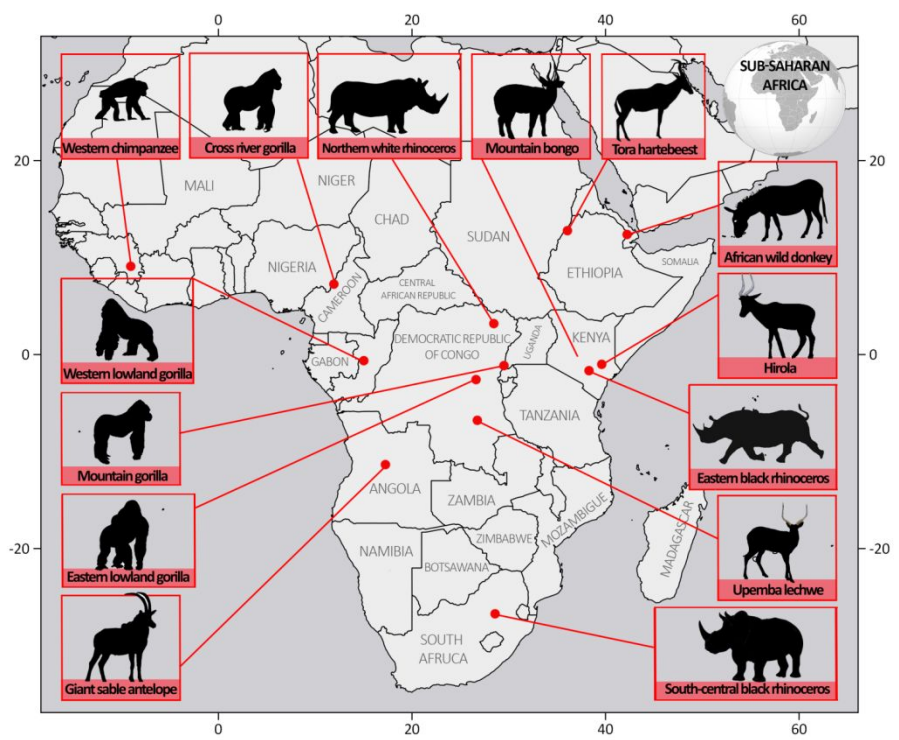 0
20
40
60
SUB-SAHARAN
AFRICA
Western chimpanzee
Cross river gorilla
Northern white rhinoceros
Mountain bongo
Tora hartebeest
20
20
MALI
NIGER
CHAD
SUDAN
African wild donkey
NIGERIA
ETHIOPIA
SOMALIA
CAMEROON
CENTRAL
AFRICAN REPUBLIC
DEMOCRATIC REPUBLIC
OF CONGO
UGANDA
KENYA
0
0
GABON
Western lowland gorilla
Hirola
TANZANIA
Mountain gorilla
Eastern black rhinoceros
ANGOLA
ZAMBIA
MOZAMBIQUE
MADAGASCAR
-20
-20
ZIMBABWE
NAMIBIA
BOTSWANA
Eastern lowland gorilla
Upemba lechwe
SOUTH
AFRUCA
Giant sable antelope
South-central black rhinoceros
0
20
40
60